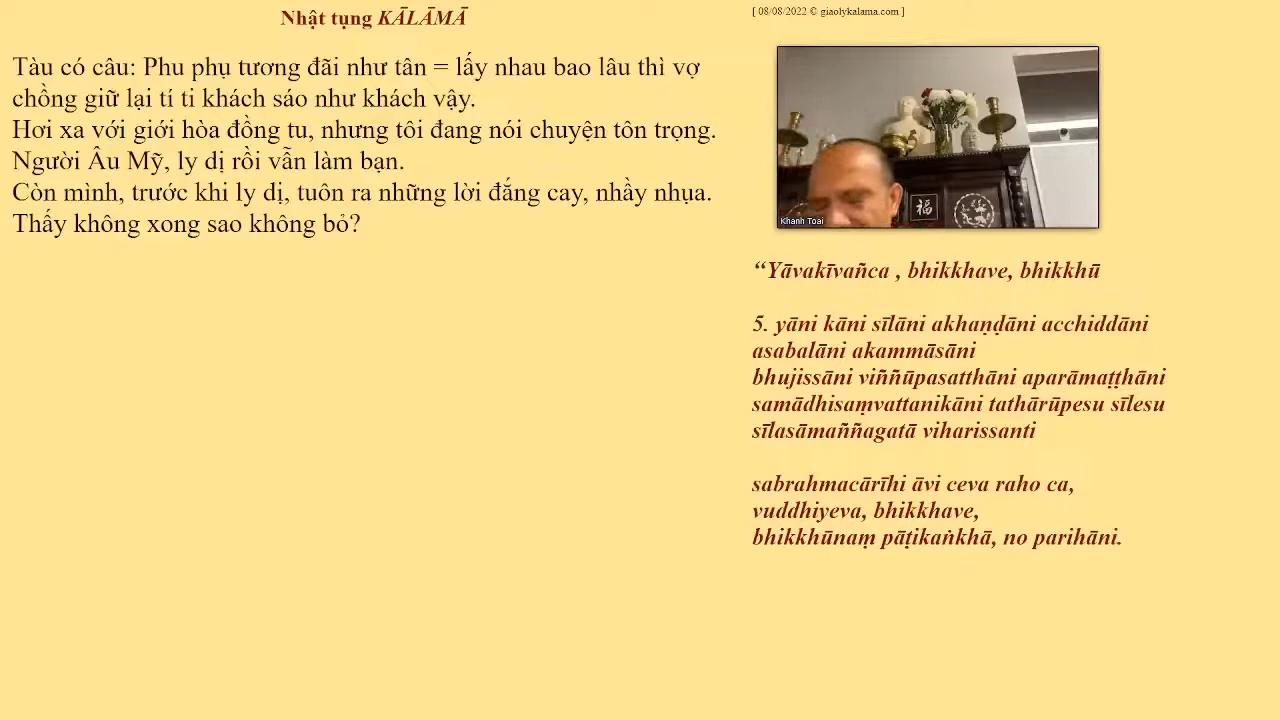 Nhật tụng KĀLĀMĀ
[ 08/08/2022 © giaolykalama.com ]
Tàu có câu: Phu phụ tương đãi như tân = lấy nhau bao lâu thì vợ
chồng giữ lại tí ti khách sáo như khách vậy.
Hơi xa với giới hòa đồng tu, nhưng tôi đang nói chuyện tôn trọng.
Người Âu Mỹ, ly dị rồi vẫn làm bạn.
Còn mình, trước khi ly dị, tuôn ra những lời đắng cay, nhầy nhụa.
Thấy không xong sao không bỏ?
福
Khanh Toai
“Yāvakīvañca , bhikkhave, bhikkhū
5. yāni kāni sīlāni akhaṇḍāni acchiddāni
asabalāni akammāsāni
bhujissāni viññūpasatthāni aparāmaṭṭhāni
samādhisaṃvattanikāni tathārūpesu sīlesu
sīlasāmaññagatā viharissanti
sabrahmacārīhi āvi ceva raho ca,
vuddhiyeva, bhikkhave,
bhikkhūnaṃ pāṭikaṅkhā, no parihāni.